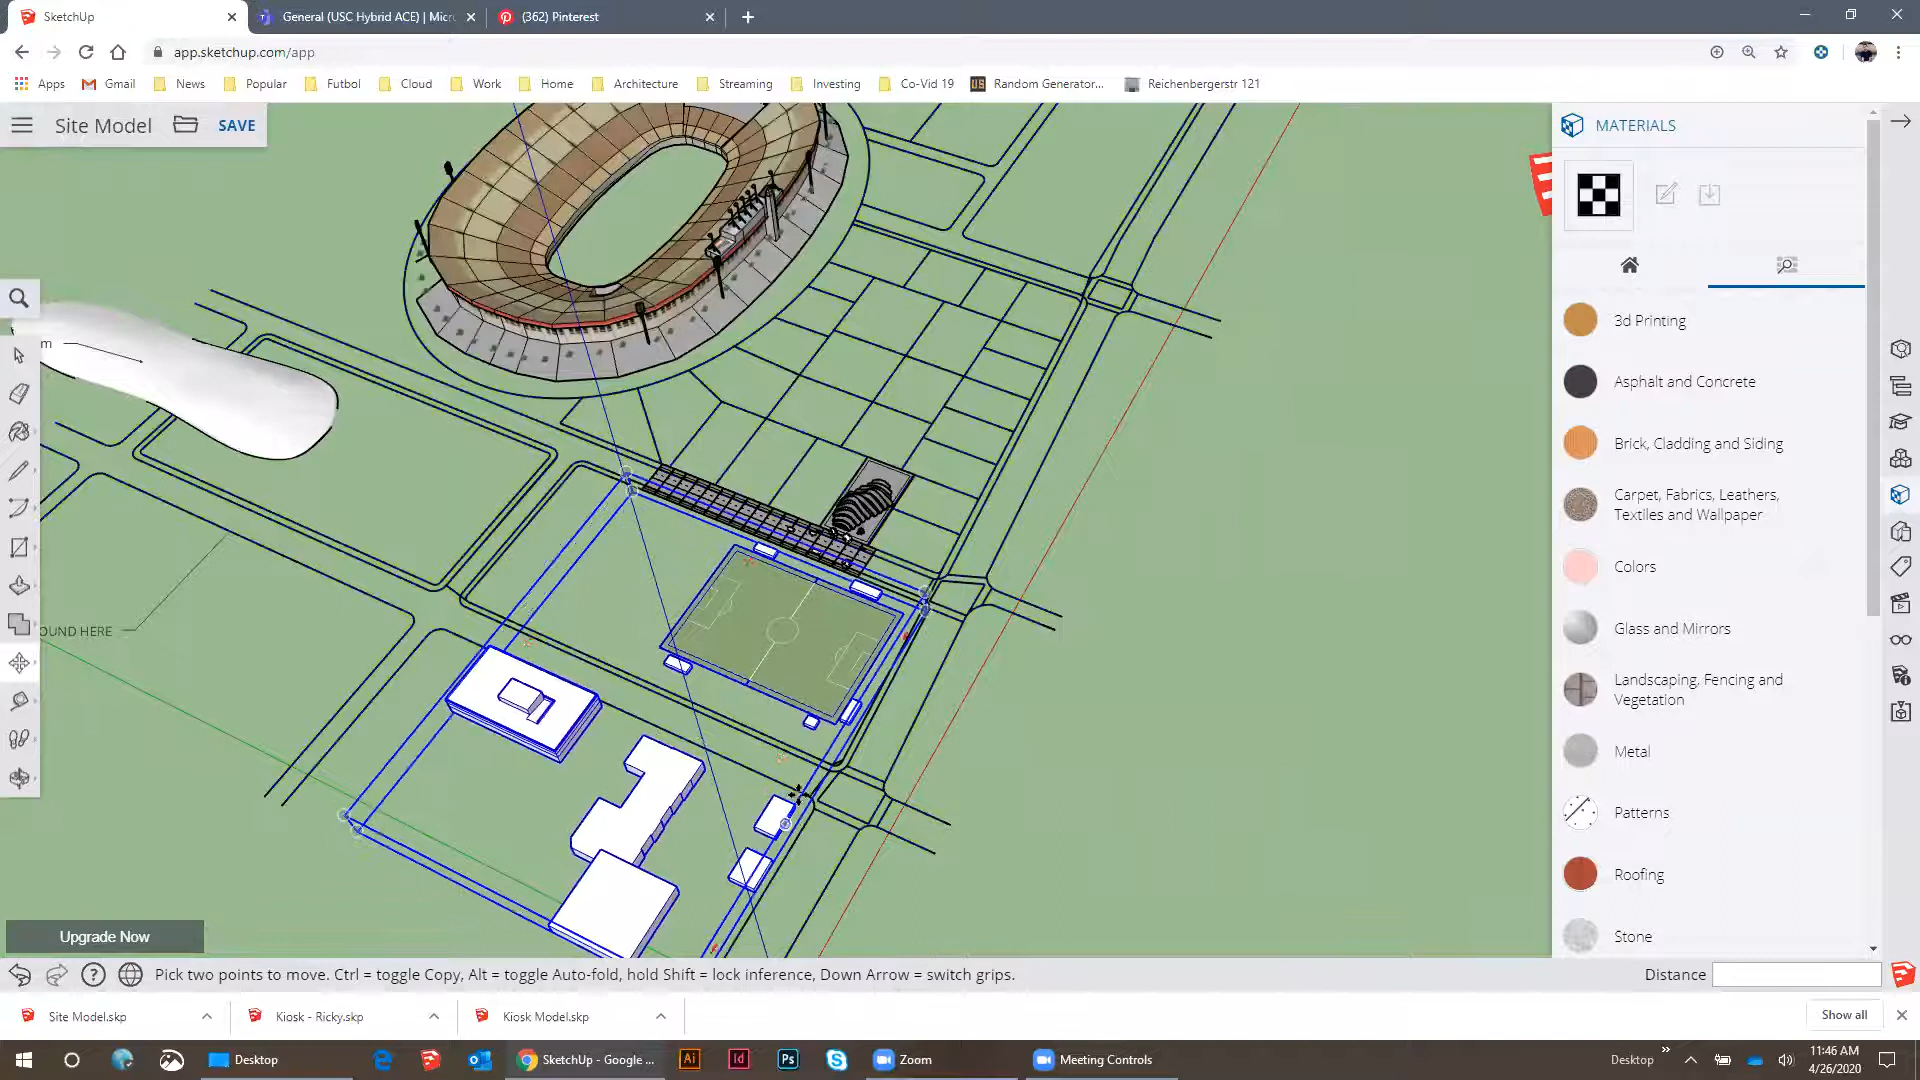 SketchUp
General (USC Hybrid ACE) | Micr
(362) Pinterest
app.sketchup.com/app
Apps
Gmail
News
Popular
Futbol
Cloud
Work
Home
Architecture
Streaming
Investing
Co-Vid 19
US
Random Generator...
Reichenbergerstr 121
Site Model
SAVE
MATERIALS
3d Printing
Asphalt and Concrete
Brick, Cladding and Siding
Carpet, Fabrics, Leathers,
Textiles and Wallpaper
Colors
Glass and Mirrors
Landscaping, Fencing and
Vegetation
Metal
Patterns
Roofing
Stone
m
OUND HERE
Upgrade Now
Pick two points to move. Ctrl = toggle Copy, Alt = toggle Auto-fold, hold Shift = lock inference, Down Arrow = switch grips.
Distance
Site Model.skp
Kiosk - Ricky.skp
Kiosk Model.skp
Show all
Desktop
SketchUp - Google ...
Ai
Id
Ps
Zoom
Meeting Controls
Desktop
11:46 AM
4/26/2020